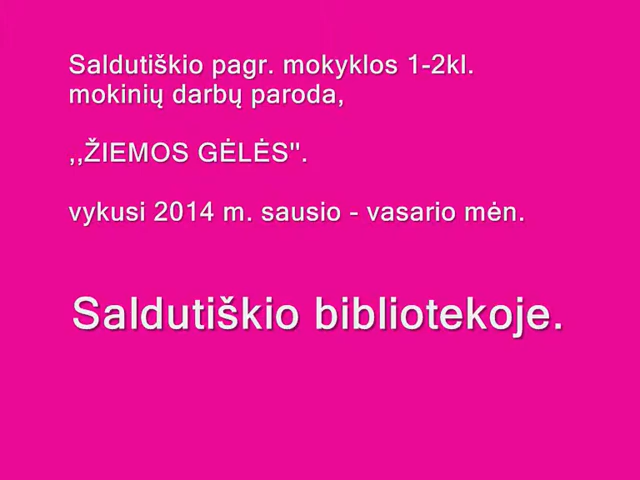 Saldutiškio pagr. mokyklos 1-2kl.
mokinių darbų paroda,
,,ŽIEMOS GĖLĖS".
vykusi 2014 m. sausio - vasario mėn.
Saldutiškio bibliotekoje.